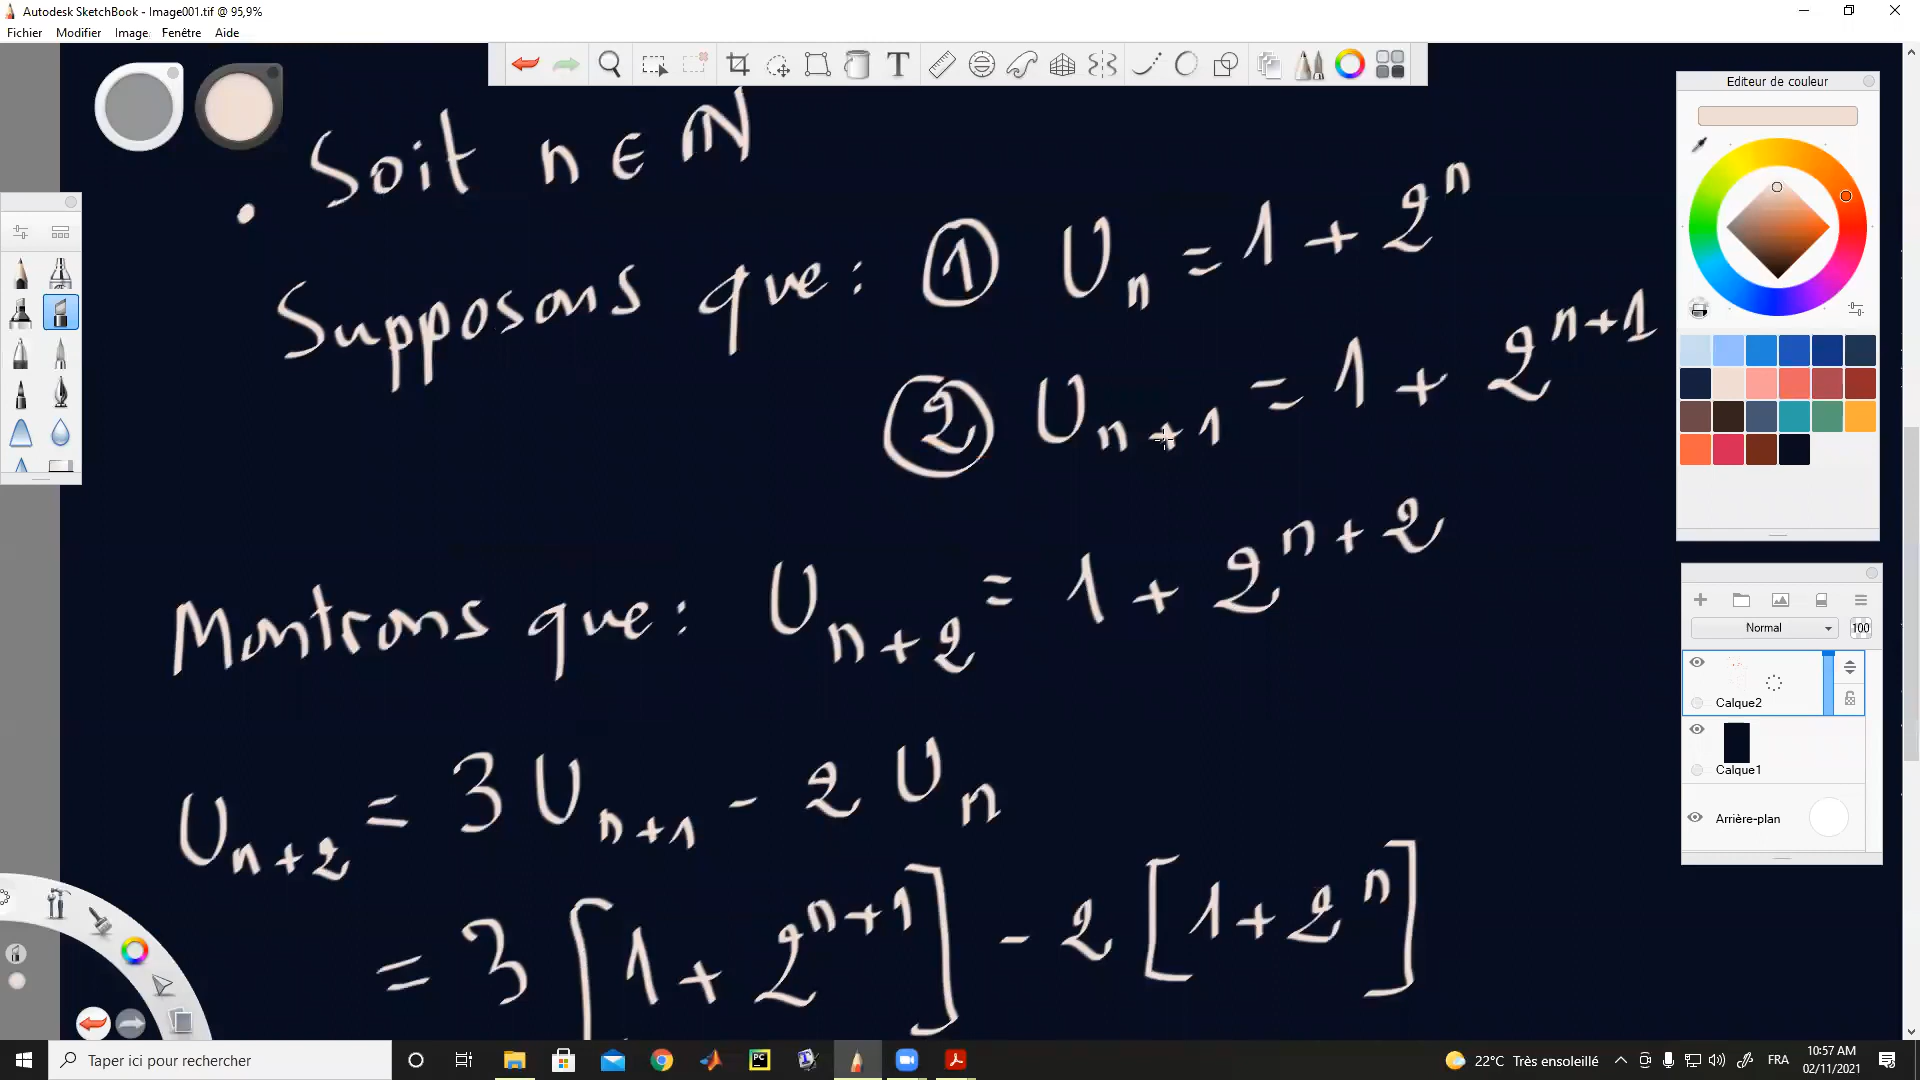 Autodesk SketchBook - Image001.tif @ 95,9%
Fichier Modifier Image Fenêtre Aide
Editeur de couleur
• Soit n ∈ ℕ
Supposons que : ① Uₙ = 1 + 2ⁿ
② Uₙ₊₁ = 1 + 2ⁿ⁺¹
Montrons que : Uₙ₊₂ = 1 + 2ⁿ⁺²
Uₙ₊₂ = 3 Uₙ₊₁ - 2 Uₙ
= 3 [1 + 2ⁿ⁺¹] - 2 [1 + 2ⁿ]
Normal 100
Calque2
Calque1
Arrière-plan
Taper ici pour rechercher
PC
22°C Très ensoleillé
FRA
10:57 AM
02/11/2021